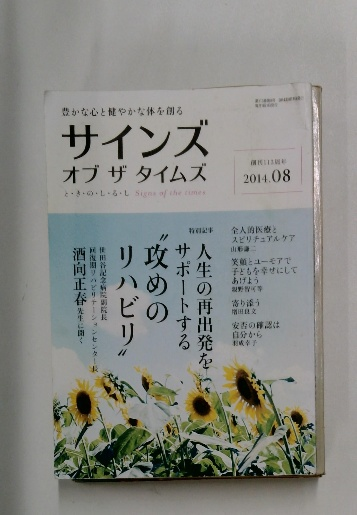 豊かな心と健やかな体を創る
サインズ
オブ ザ タイムズ
と・き・の・し・る・し Signs of the times
創刊113周年
2014.08
特別記事
人生の再出発を
サポートする
"攻めの
リハビリ"
世田谷記念病院副院長
回復期リハビリテーションセンター長
酒向正春先生に聞く
全人的医療と
スピリチュアルケア
山形謙二
笑顔とユーモアで
子どもを幸せにして
あげよう
寄り添う
増田良文
安否の確認は
自分から